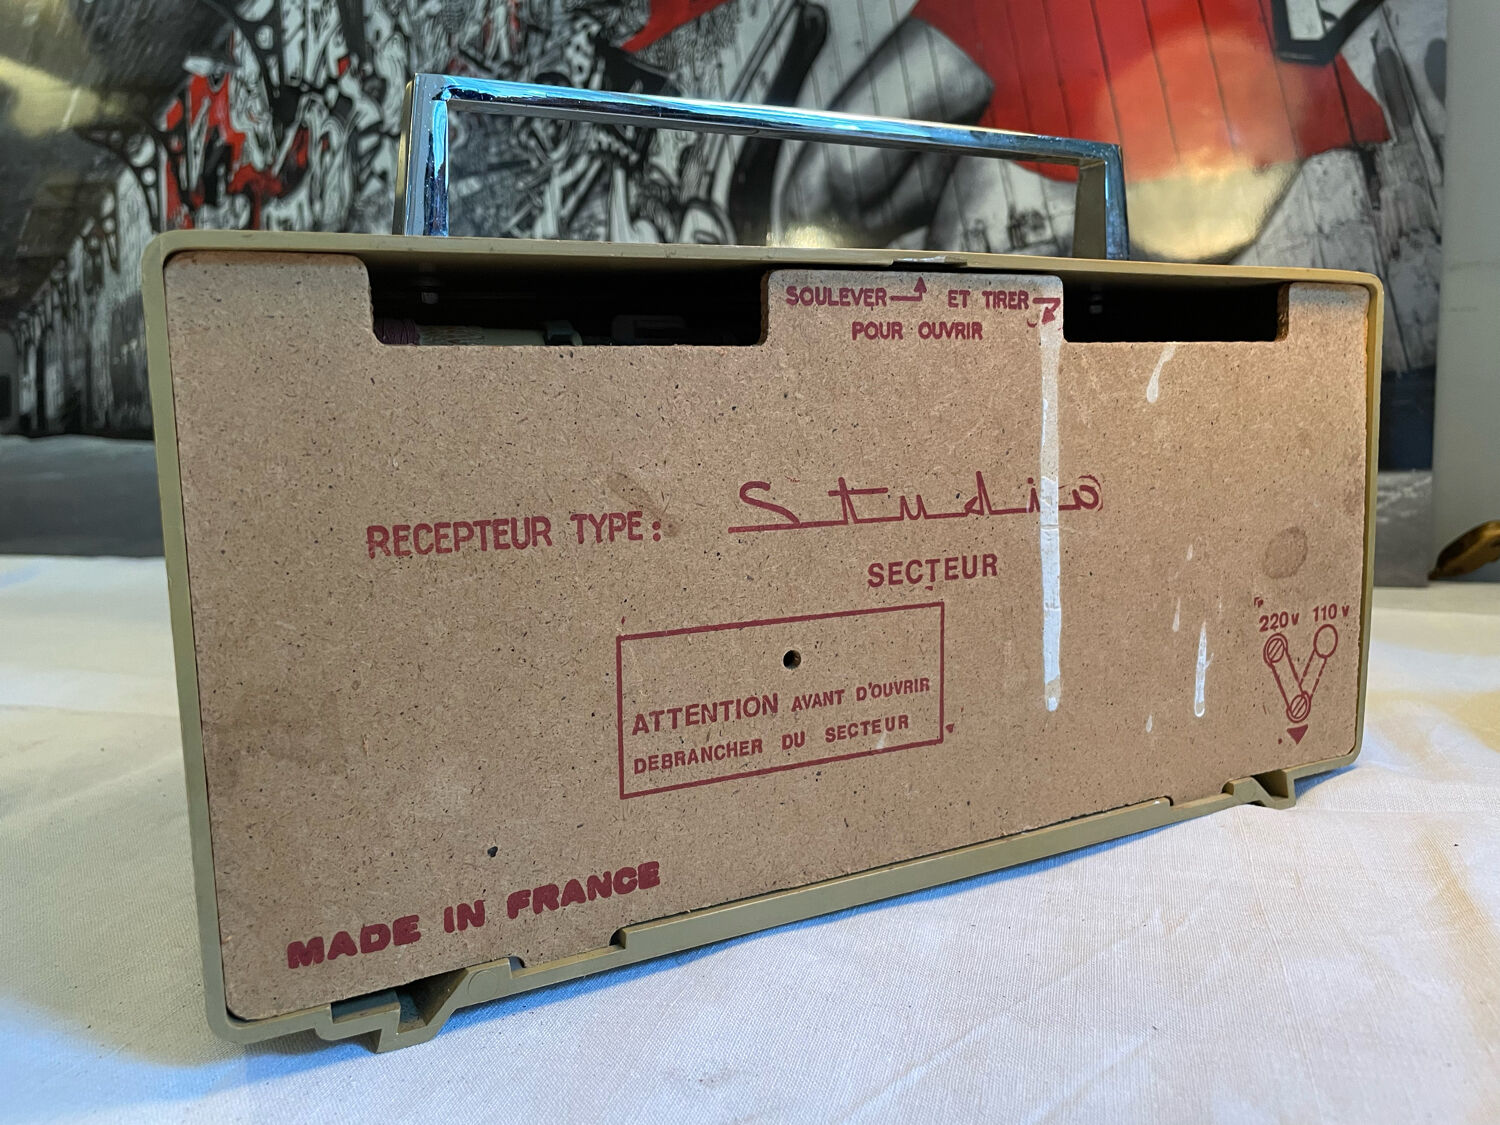 SOULEVER ET TIRER
POUR OUVRIR
RECEPTEUR TYPE: Studio
SECTEUR
220V 110V
ATTENTION AVANT D'OUVRIR
DEBRANCHER DU SECTEUR
MADE IN FRANCE